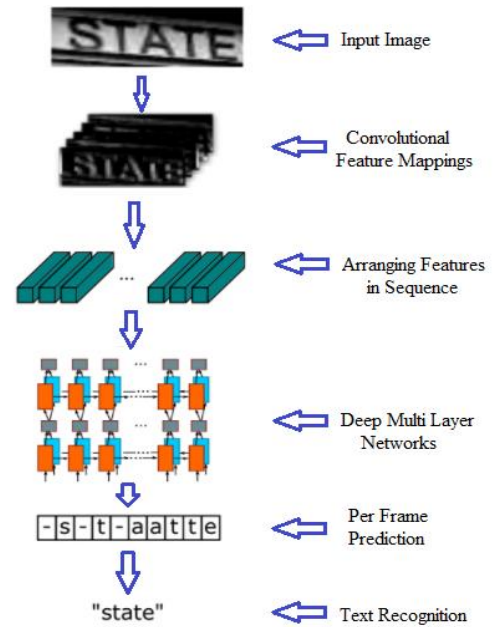 STATE
Input Image
STATE
Convolutional
Feature Mappings
...
...
Arranging Features
in Sequence
Deep Multi Layer
Networks
-s-t-aatte
Per Frame
Prediction
"state"
Text Recognition